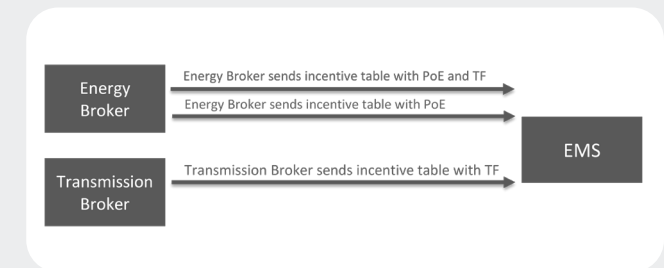 Energy
Broker
Energy Broker sends incentive table with PoE and TF
Energy Broker sends incentive table with PoE
EMS
Transmission
Broker
Transmission Broker sends incentive table with TF